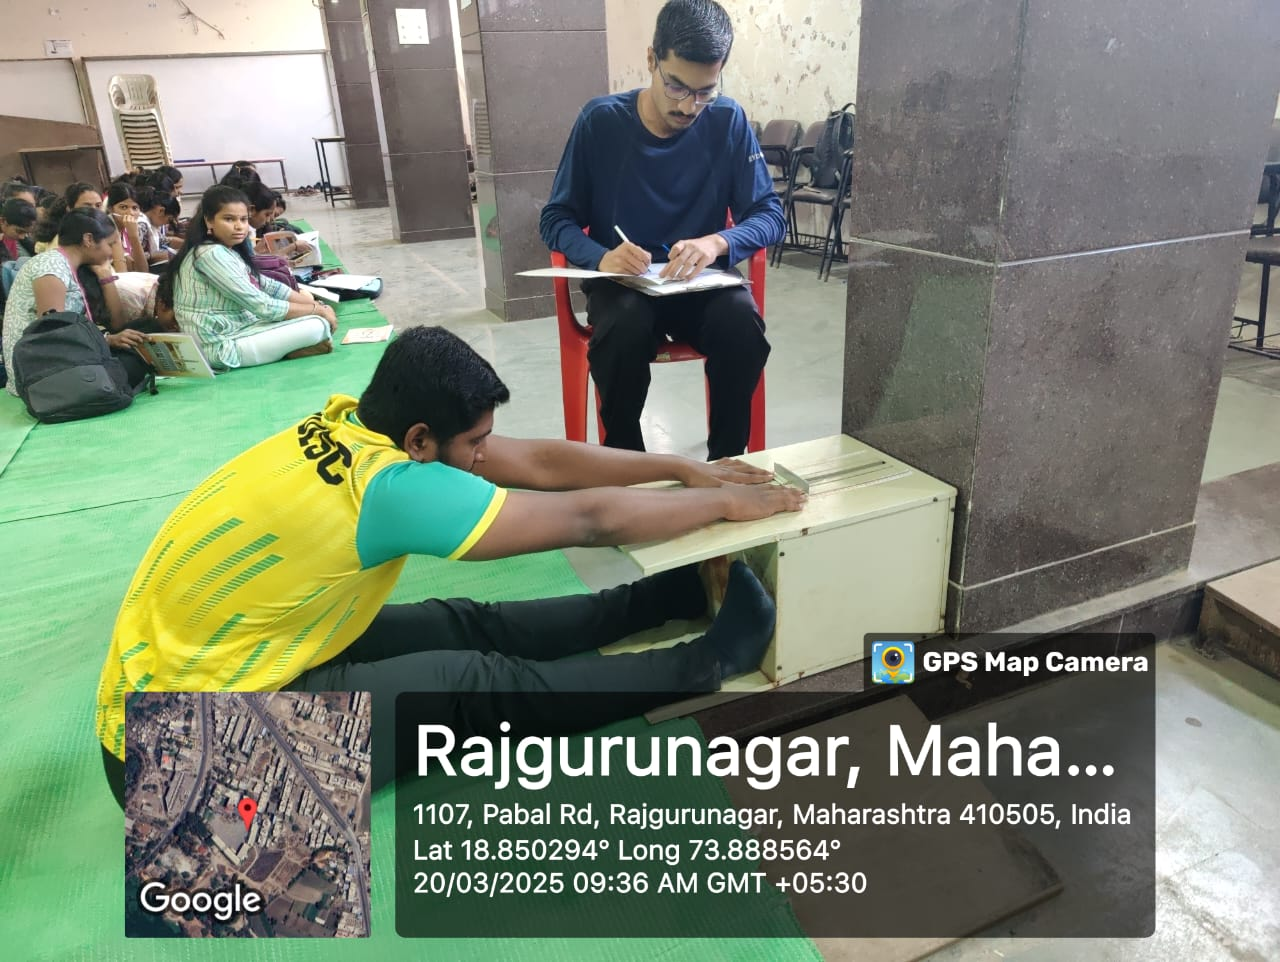 GPS Map Camera
Rajgurunagar, Maha...
1107, Pabal Rd, Rajgurunagar, Maharashtra 410505, India
Lat 18.850294° Long 73.888564°
20/03/2025 09:36 AM GMT +05:30
Google